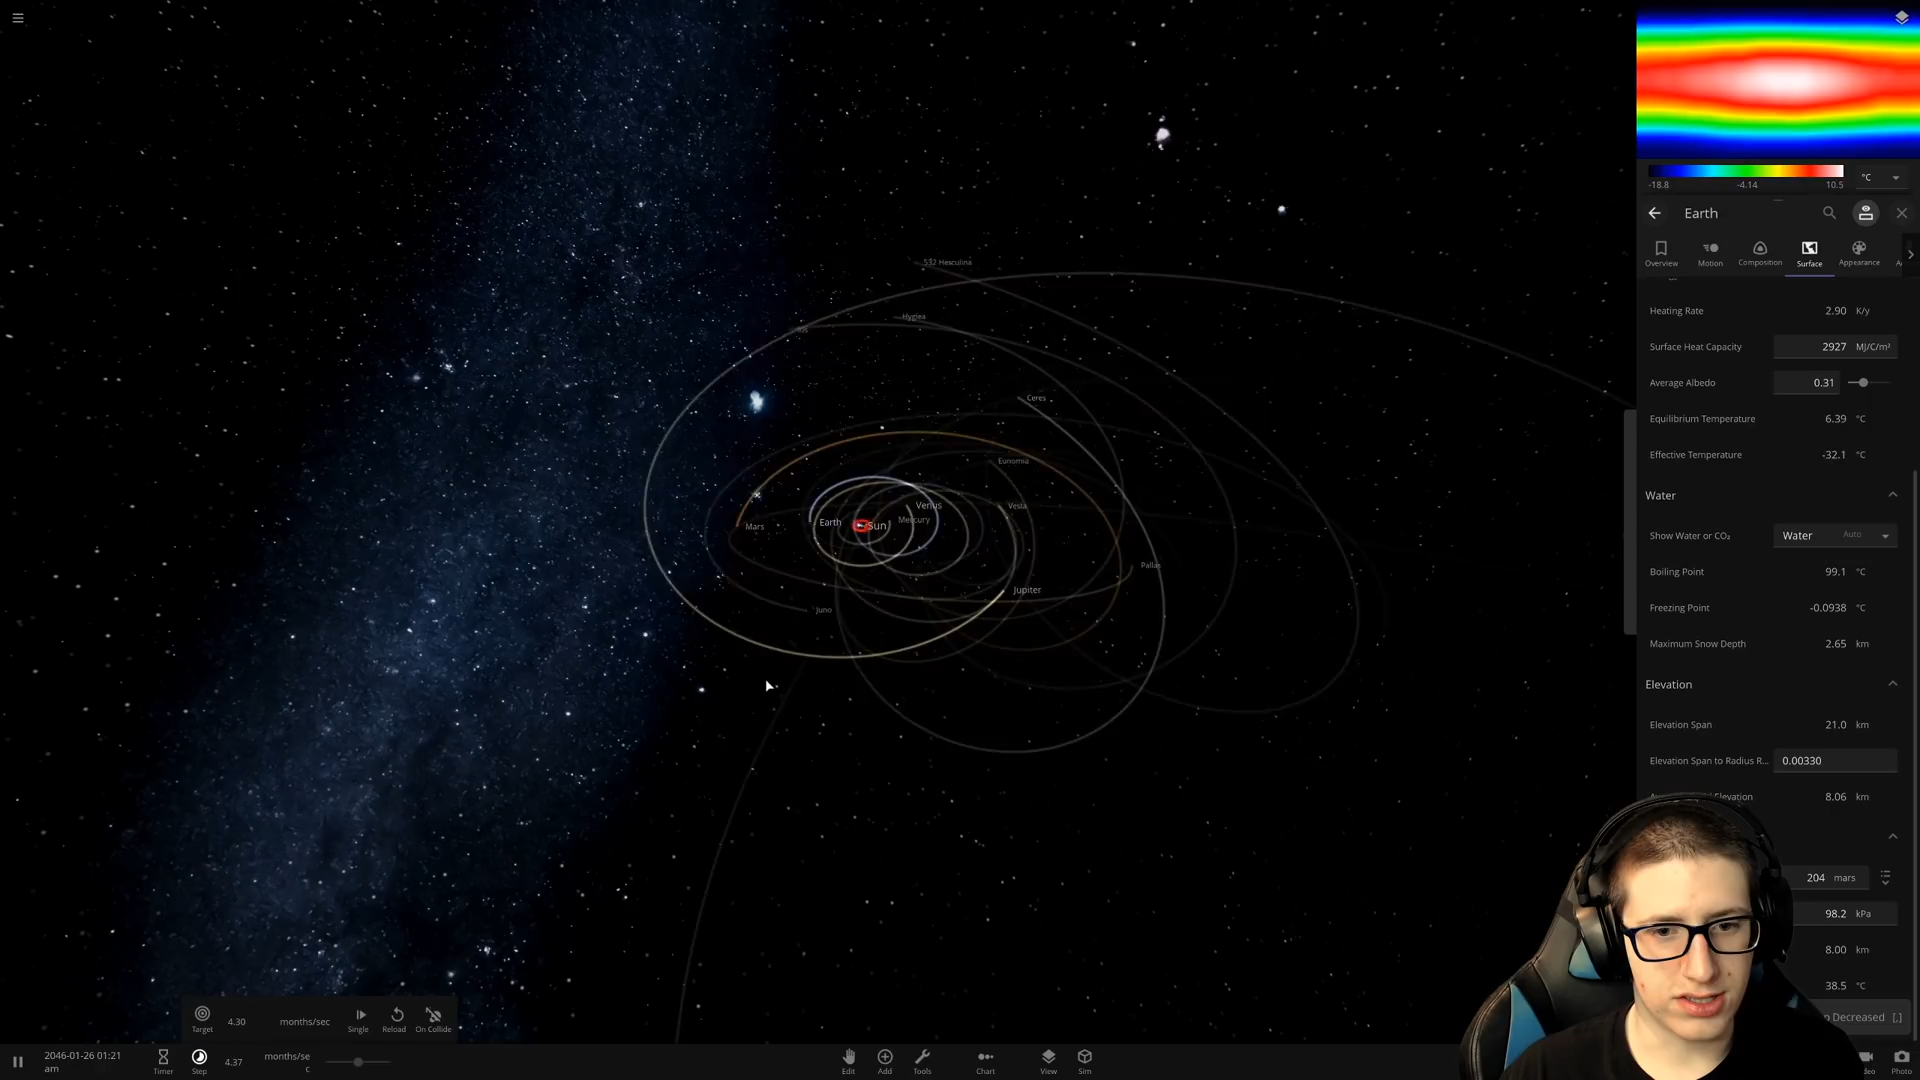 -18.8 -4.14 10.5 °C
Earth
Overview Motion Composition Surface Appearance
Heating Rate 2.90 K/y
Surface Heat Capacity 2927 MJ/C/m²
Average Albedo 0.31
Equilibrium Temperature 6.39 °C
Effective Temperature -32.1 °C
Water
Show Water or CO₂ Water Auto
Boiling Point 99.1 °C
Freezing Point -0.0938 °C
Maximum Snow Depth 2.65 km
Elevation
Elevation Span 21.0 km
Elevation Span to Radius R... 0.00330
Elevation 8.06 km
204 mars
98.2 kPa
8.00 km
38.5 °C
Decreased [,]
532 Hesculina
Hygiea
Ceres
Eunomia
Venus
Vesta
Mercury
Earth
Sun
Mars
Pallas
Jupiter
Juno
Target 4.30 months/sec Single Reload On Collide
2046-01-26 01:21
am
Timer Step 4.37 months/se
c
Edit Add Tools Chart View Sim
Photo